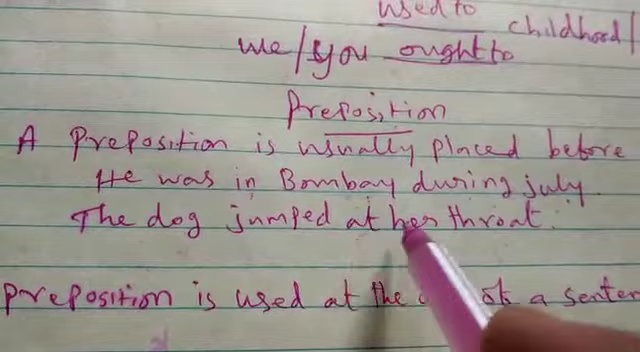 used to childhood/
we/you ought to
Preposition
A Preposition is usually placed before
He was in Bombay during july.
The dog jumped at her throat.
preposition is used at the of a senten